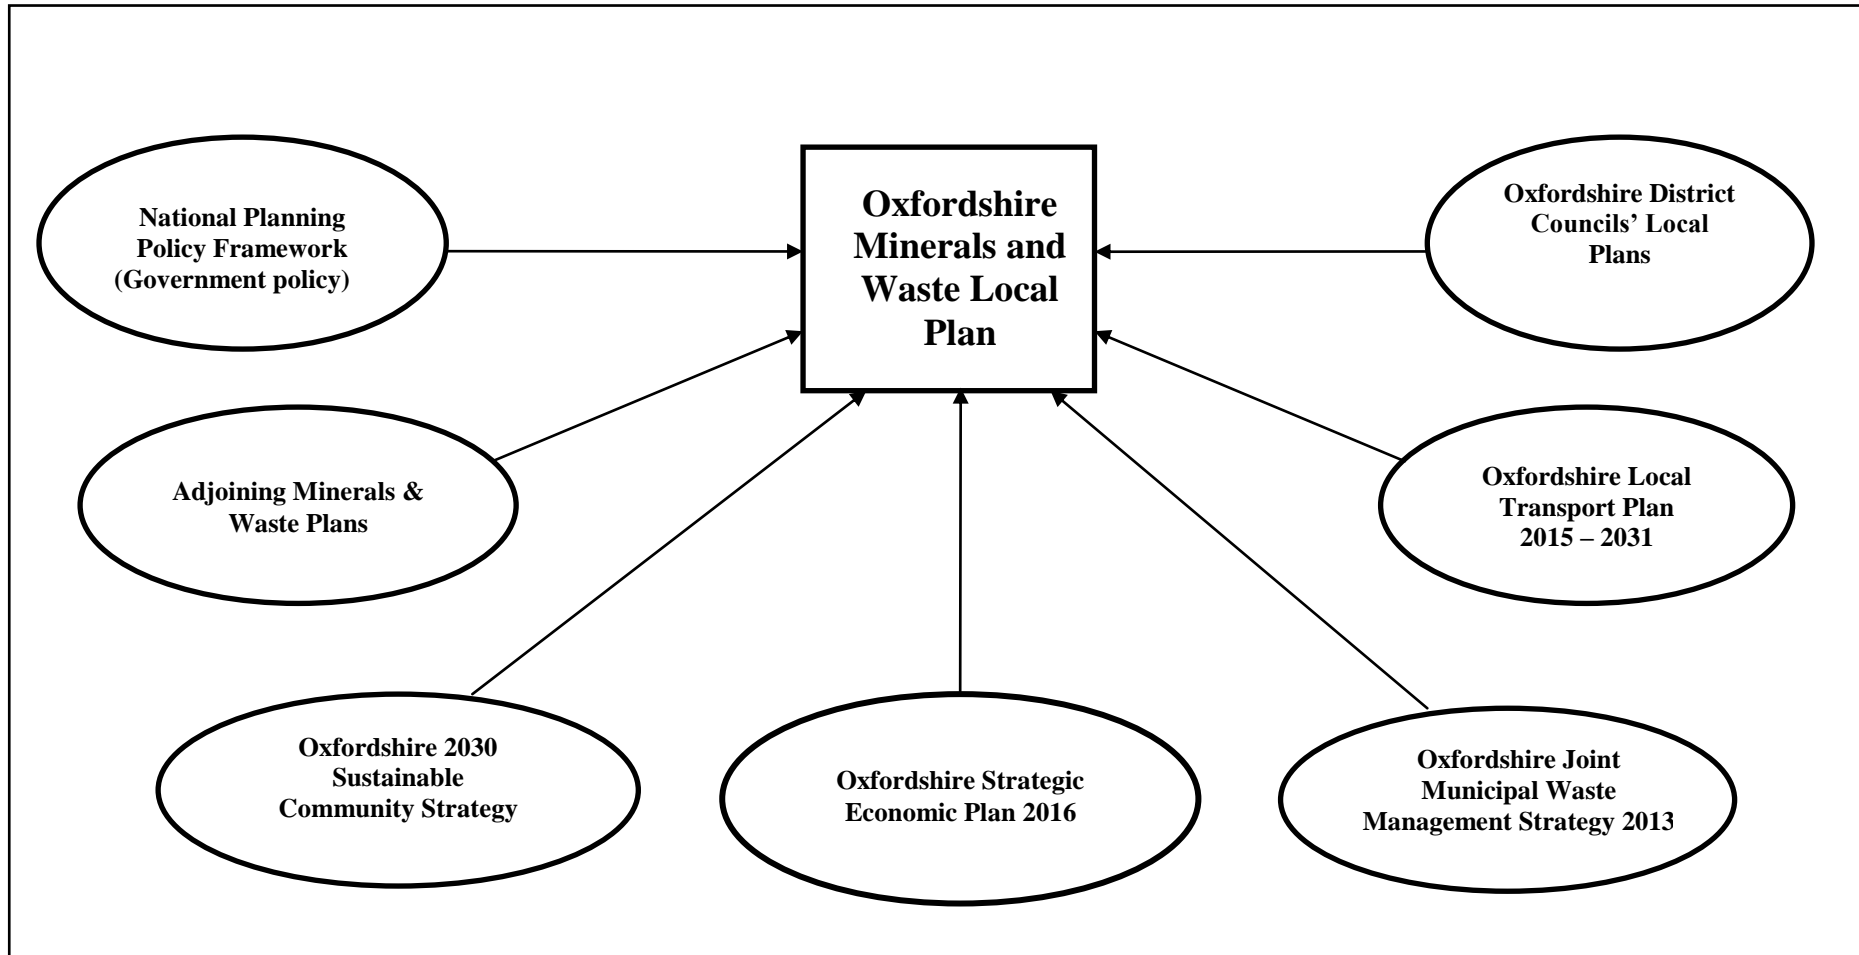 National Planning
Policy Framework
(Government policy)
Oxfordshire
Minerals and
Waste Local
Plan
Oxfordshire District
Councils’ Local
Plans
Adjoining Minerals &
Waste Plans
Oxfordshire Local
Transport Plan
2015 – 2031
Oxfordshire 2030
Sustainable
Community Strategy
Oxfordshire Strategic
Economic Plan 2016
Oxfordshire Joint
Municipal Waste
Management Strategy 2013